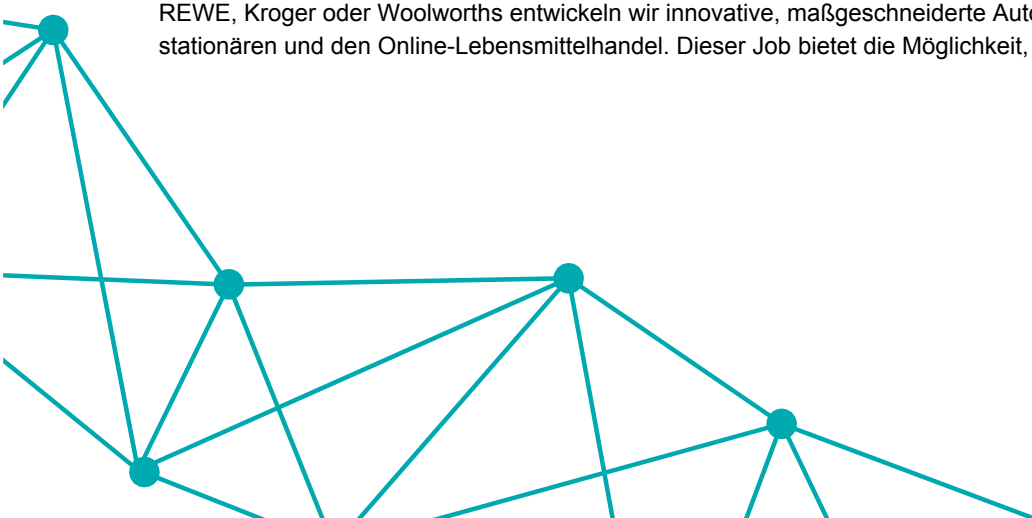 REWE, Kroger oder Woolworths entwickeln wir innovative, maßgeschneiderte
stationären und den Online-Lebensmittelhandel. Dieser Job bietet die Möglichkeit,